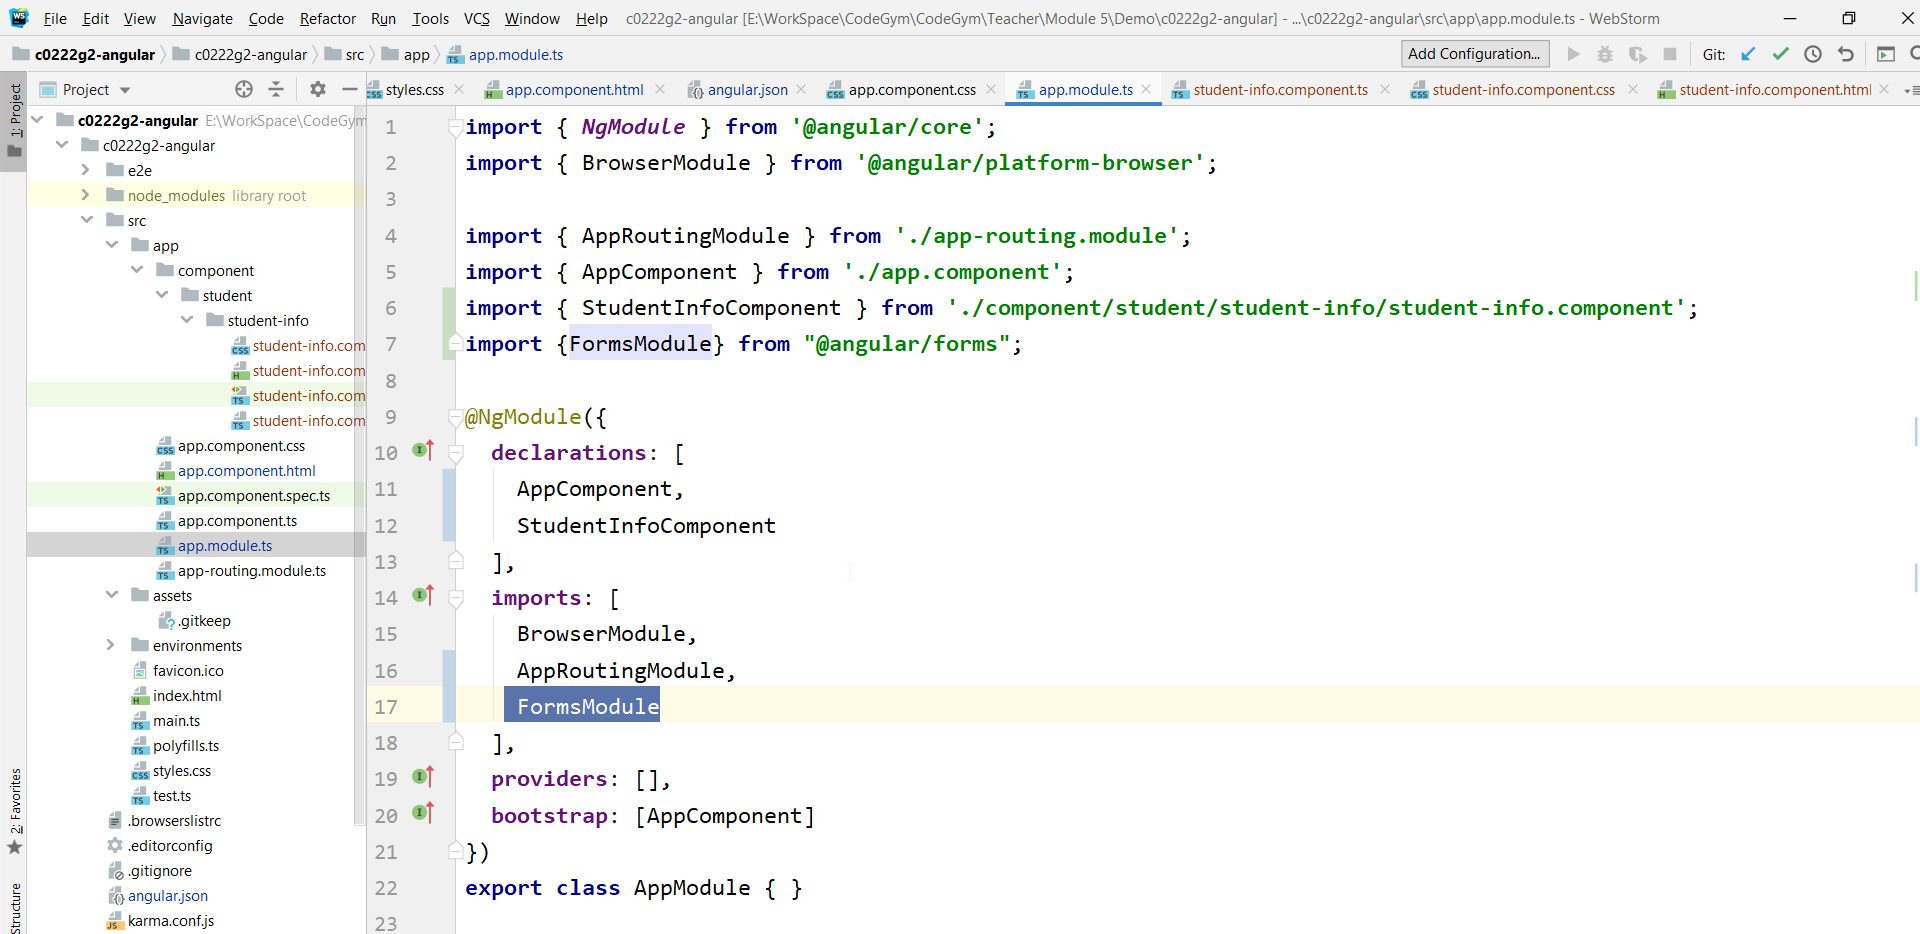 File Edit View Navigate Code Refactor Run Tools VCS Window Help c0222g2-angular [E:\WorkSpace\CodeGym\CodeGym\Teacher\Module 5\Demo\c0222g2-angular] - ...\c0222g2-angular\src\app\app.module.ts - WebStorm
c0222g2-angular c0222g2-angular src app app.module.ts Add Configuration... Git:
1: Project
2: Favorites
Structure
Project
styles.css app.component.html angular.json app.component.css app.module.ts student-info.component.ts student-info.component.css student-info.component.html
c0222g2-angular E:\WorkSpace\CodeGym
c0222g2-angular
e2e
node_modules library root
src
app
component
student
student-info
student-info.com
student-info.com
student-info.com
student-info.com
app.component.css
app.component.html
app.component.spec.ts
app.component.ts
app.module.ts
app-routing.module.ts
assets
.gitkeep
environments
favicon.ico
index.html
main.ts
polyfills.ts
styles.css
test.ts
.browserslistrc
.editorconfig
.gitignore
angular.json
karma.conf.js
1 import { NgModule } from '@angular/core';
2 import { BrowserModule } from '@angular/platform-browser';
3
4 import { AppRoutingModule } from './app-routing.module';
5 import { AppComponent } from './app.component';
6 import { StudentInfoComponent } from './component/student/student-info/student-info.component';
7 import {FormsModule} from "@angular/forms";
8
9 @NgModule({
10 declarations: [
11 AppComponent,
12 StudentInfoComponent
13 ],
14 imports: [
15 BrowserModule,
16 AppRoutingModule,
17 FormsModule
18 ],
19 providers: [],
20 bootstrap: [AppComponent]
21 })
22 export class AppModule { }
23